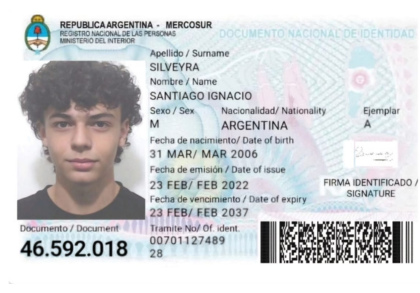 REPUBLICA ARGENTINA - MERCOSUR
REGISTRO NACIONAL DE LAS PERSONAS
MINISTERIO DEL INTERIOR
DOCUMENTO NACIONAL DE IDENTIDAD
Apellido / Surname
SILVEYRA
Nombre / Name
SANTIAGO IGNACIO
Sexo / Sex Nacionalidad/ Nationality Ejemplar
M ARGENTINA A
Fecha de nacimiento/ Date of birth
31 MAR/ MAR 2006
Fecha de emisión / Date of issue
23 FEB/ FEB 2022
Fecha de vencimiento / Date of expiry
23 FEB/ FEB 2037
FIRMA IDENTIFICADO /
SIGNATURE
Documento / Document
46.592.018
Tramite No/ Of. ident.
00701127489
28